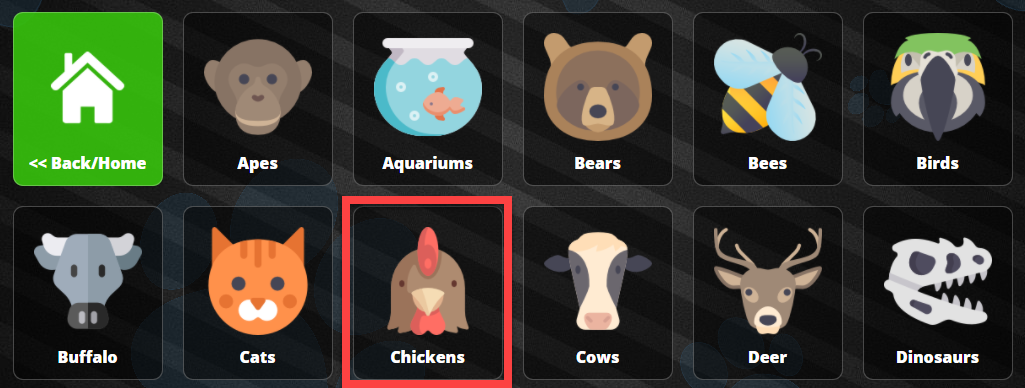 << Back/Home
Apes
Aquariums
Bears
Bees
Birds
Buffalo
Cats
Chickens
Cows
Deer
Dinosaurs